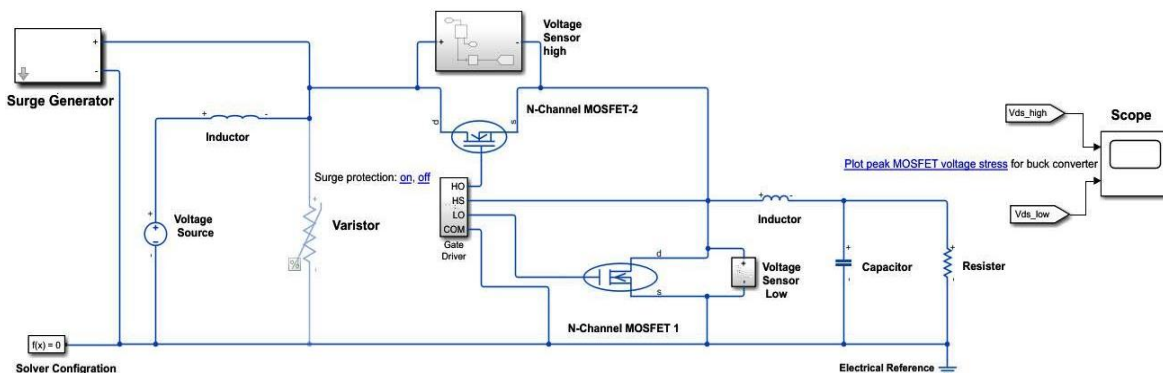 Surge Generator
+
-
Voltage
Sensor
high
+
-
N-Channel MOSFET-2
d
s
+
-
Inductor
Surge protection: on, off
HO
HS
LO
COM
Gate
Driver
+
-
Voltage
Source
+
-
%
Varistor
d
s
N-Channel MOSFET 1
+
-
Voltage
Sensor
Low
+
-
Inductor
+
-
Capacitor
+
-
Resister
Vds_high
Scope
Plot peak MOSFET voltage stress for buck converter
Vds_low
f(x) = 0
Solver Configration
Electrical Reference